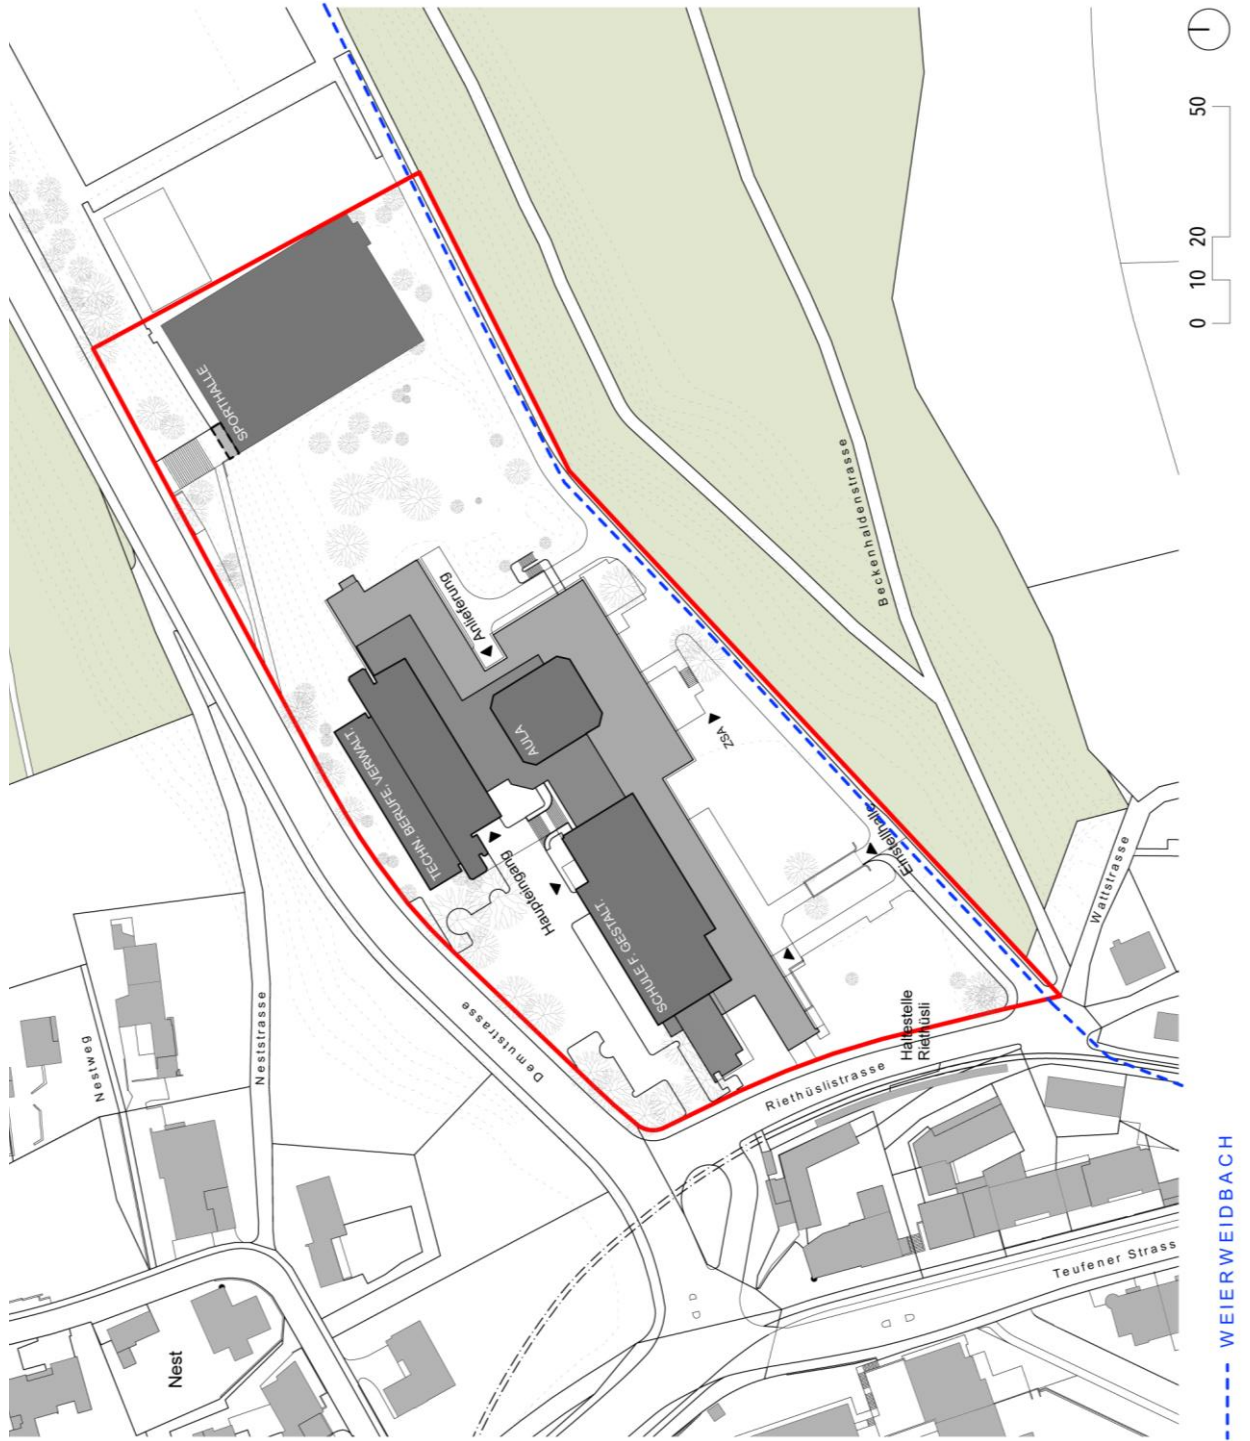 50
20
10
0
SPORTHALLE
Anlieferung
TECHN. BERUFE, VERWALT.
AULA
ZSA
Haupteingang
SCHULE F. GESTALT.
Einstellhalle
Beckenhaldenstrasse
Wattstrasse
Haltestelle
Riethüsli
Riethüslistrasse
Demutstrasse
Neststrasse
Nestweg
Nest
Teufener Strass
WEIERWEIDBACH